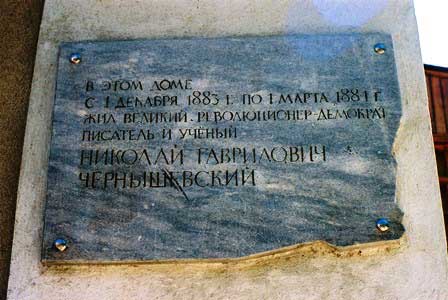 В ЭТОМ ДОМЕ
С 1 ДЕКАБРЯ 1883 Г. ПО 1 МАРТА 1884 Г
ЖИЛ ВЕЛИКИЙ РЕВОЛЮЦИОНЕР-ДЕМОКРАТ
ПИСАТЕЛЬ И УЧЁНЫЙ
НИКОЛАЙ ГАВРИЛОВИЧ
ЧЕРНЫШЕВСКИЙ